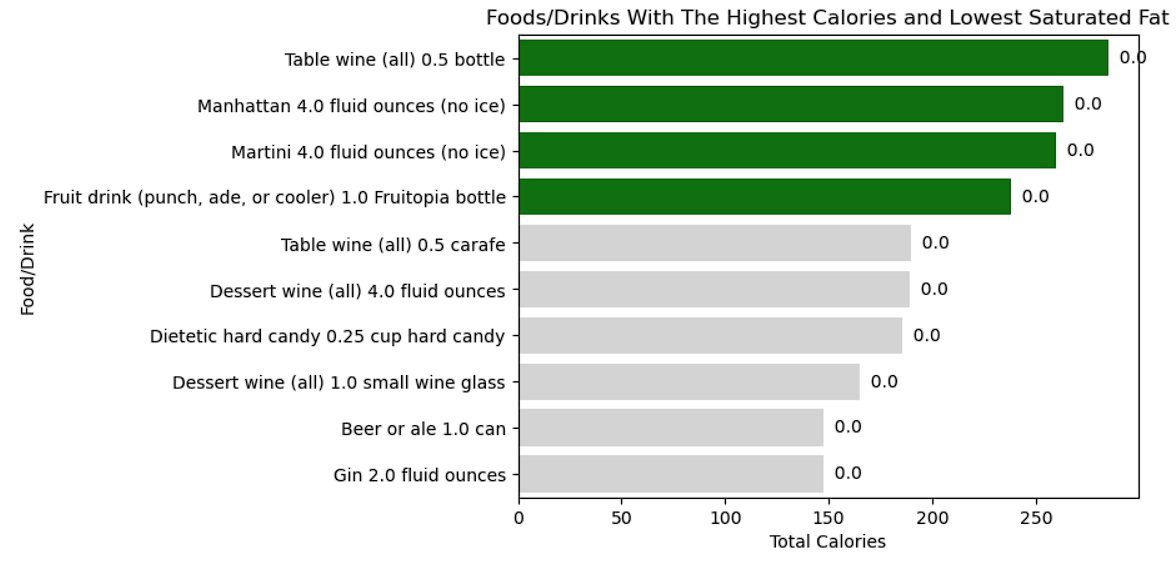 Foods/Drinks With The Highest Calories and Lowest Saturated Fat
Table wine (all) 0.5 bottle 0.0
Manhattan 4.0 fluid ounces (no ice) 0.0
Martini 4.0 fluid ounces (no ice) 0.0
Fruit drink (punch, ade, or cooler) 1.0 Fruitopia bottle 0.0
Table wine (all) 0.5 carafe 0.0
Dessert wine (all) 4.0 fluid ounces 0.0
Dietetic hard candy 0.25 cup hard candy 0.0
Dessert wine (all) 1.0 small wine glass 0.0
Beer or ale 1.0 can 0.0
Gin 2.0 fluid ounces 0.0
Food/Drink
0 50 100 150 200 250
Total Calories